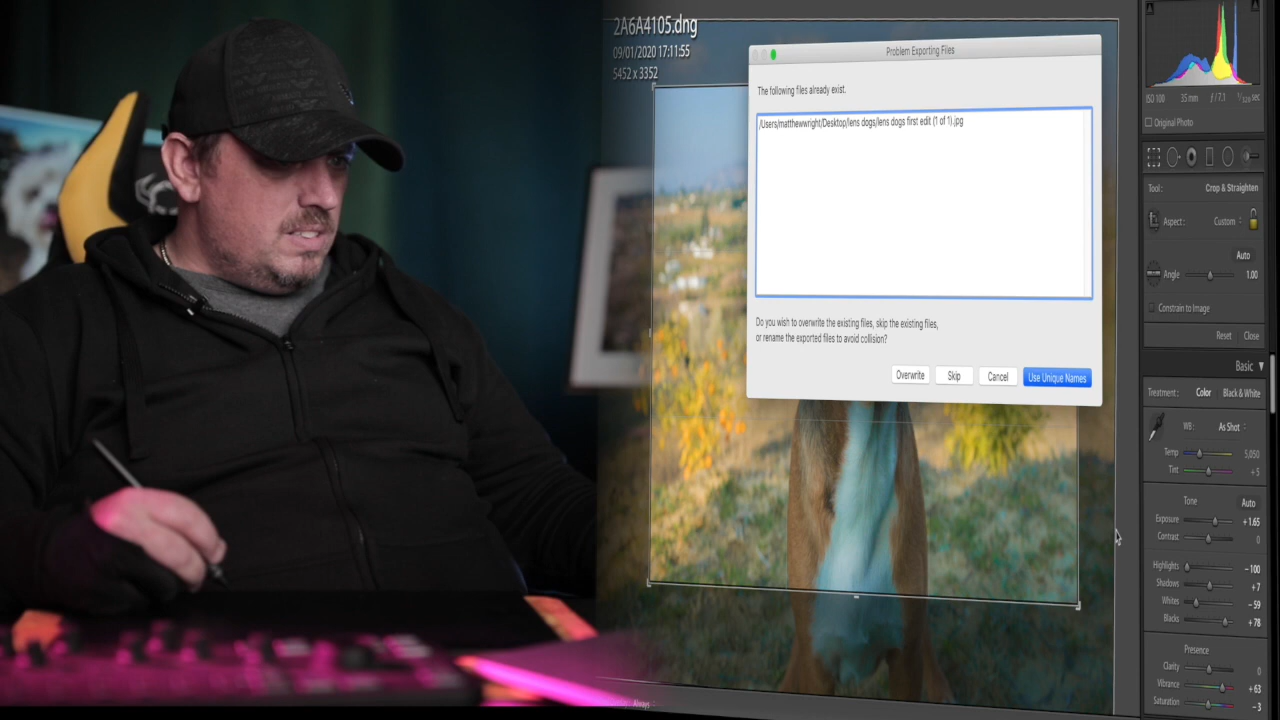 2A6A4105.dng
09/01/2020 17:11:55
5452 x 3352
Problem Exporting Files
The following files already exist.
/Users/matthewwright/Desktop/lens dogs/lens dogs first edit (1 of 1).jpg
Do you wish to overwrite the existing files, skip the existing files,
or rename the exported files to avoid collision?
Overwrite Skip Cancel Use Unique Names
ISO 100 35 mm ƒ / 7.1
Original Photo
Tool : Crop & Straighten
Aspect : Custom
Auto
Angle 1.00
Constrain to Image
Reset Close
Basic
Treatment : Color Black & White
WB : As Shot
Temp 5,050
Tint + 5
Tone Auto
Exposure + 1.65
Contrast 0
Highlights − 100
Shadows + 7
Whites − 59
Blacks + 78
Presence
Clarity 0
Vibrance + 63
Saturation − 3
Always